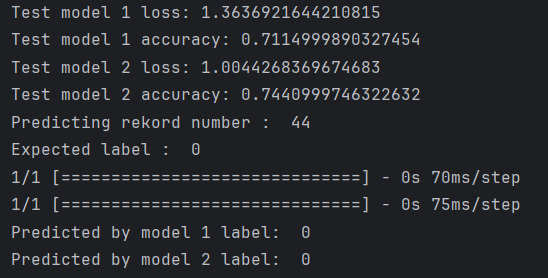 Test model 1 loss: 1.3636921644210815
Test model 1 accuracy: 0.7114999890327454
Test model 2 loss: 1.0044268369674683
Test model 2 accuracy: 0.7440999746322632
Predicting rekord number :  44
Expected label :  0
1/1 [==============================] - 0s 70ms/step
1/1 [==============================] - 0s 75ms/step
Predicted by model 1 label:  0
Predicted by model 2 label:  0